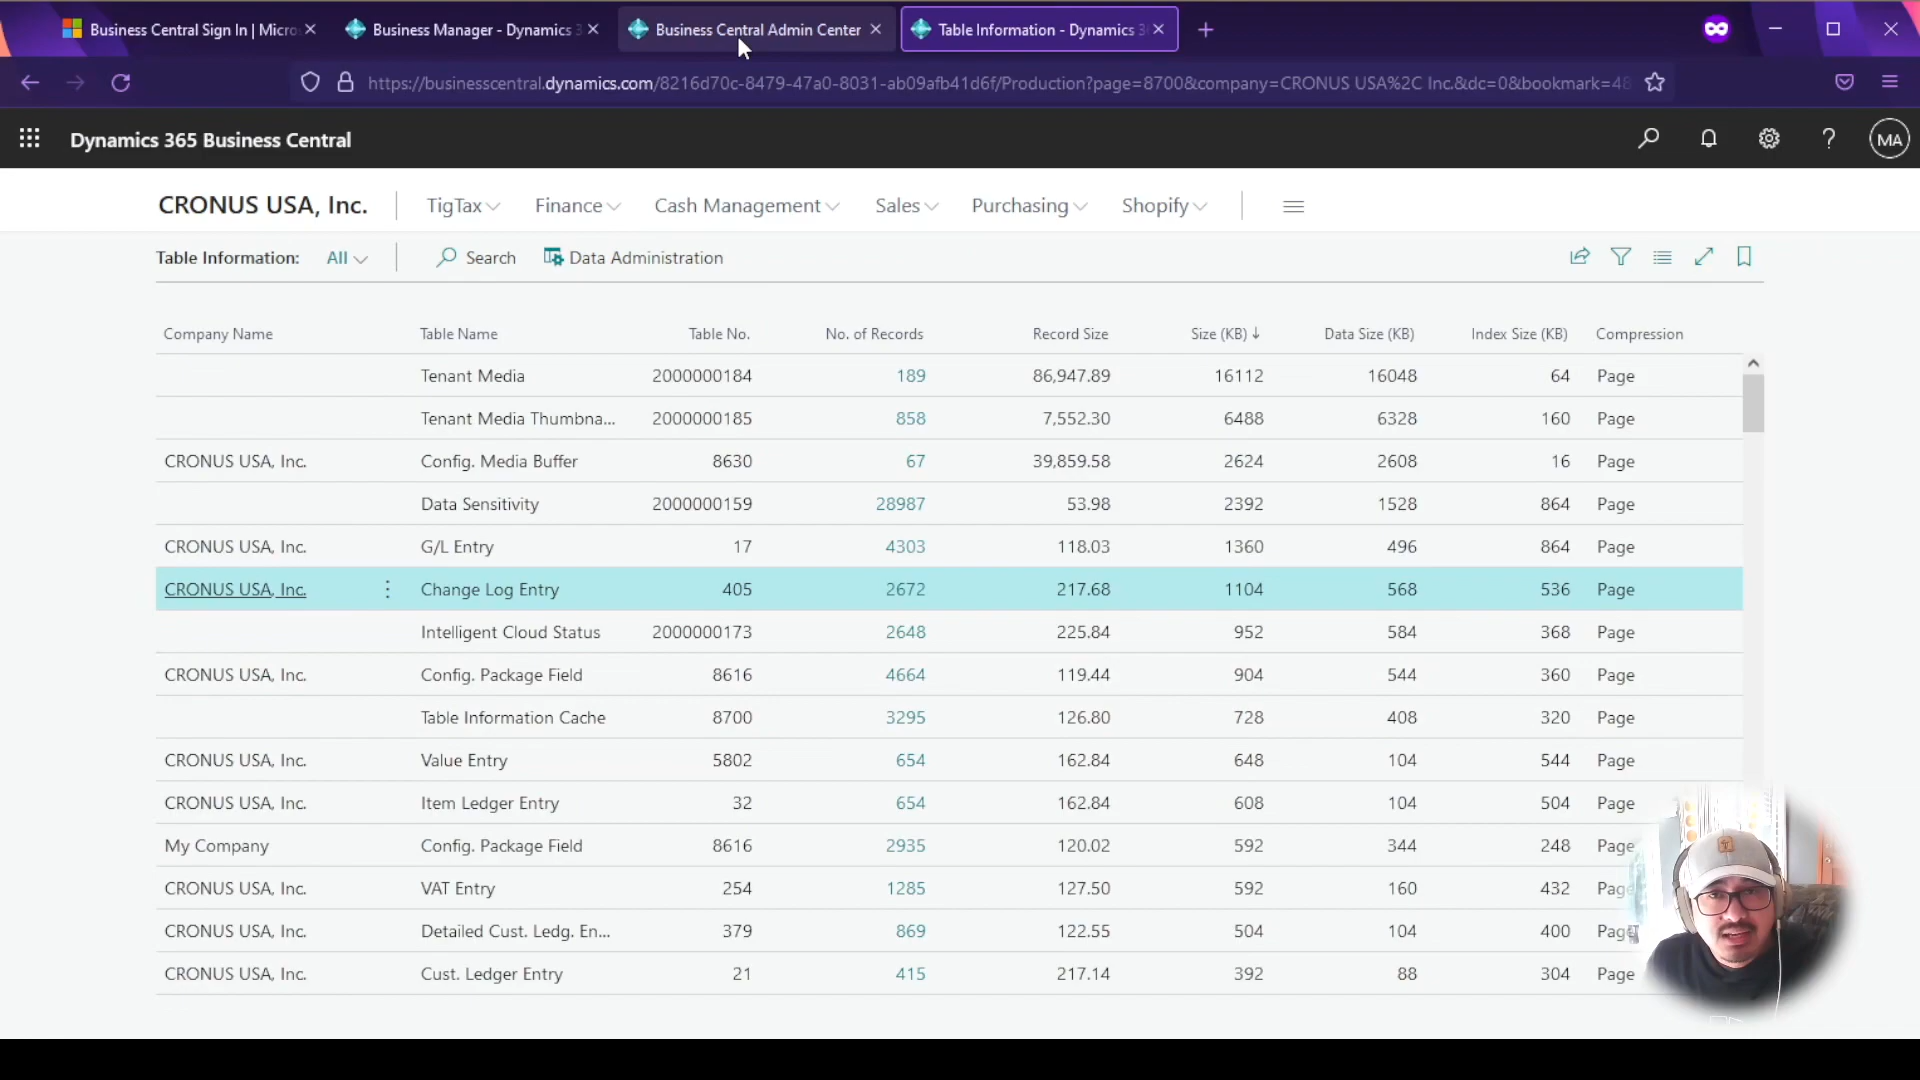 Business Central Sign In | Micro
Business Manager - Dynamics 3
Business Central Admin Center
Table Information - Dynamics 3
https://businesscentral.dynamics.com/8216d70c-8479-47a0-8031-ab09afb41d6f/Production?page=8700&company=CRONUS USA%2C Inc.&dc=0&bookmark=48
Dynamics 365 Business Central
MA
CRONUS USA, Inc. TigTax Finance Cash Management Sales Purchasing Shopify
Table Information: All Search Data Administration
Company Name Table Name Table No. No. of Records Record Size Size (KB) ↓ Data Size (KB) Index Size (KB) Compression
Tenant Media 2000000184 189 86,947.89 16112 16048 64 Page
Tenant Media Thumbna... 2000000185 858 7,552.30 6488 6328 160 Page
CRONUS USA, Inc. Config. Media Buffer 8630 67 39,859.58 2624 2608 16 Page
Data Sensitivity 2000000159 28987 53.98 2392 1528 864 Page
CRONUS USA, Inc. G/L Entry 17 4303 118.03 1360 496 864 Page
CRONUS USA, Inc. Change Log Entry 405 2672 217.68 1104 568 536 Page
Intelligent Cloud Status 2000000173 2648 225.84 952 584 368 Page
CRONUS USA, Inc. Config. Package Field 8616 4664 119.44 904 544 360 Page
Table Information Cache 8700 3295 126.80 728 408 320 Page
CRONUS USA, Inc. Value Entry 5802 654 162.84 648 104 544 Page
CRONUS USA, Inc. Item Ledger Entry 32 654 162.84 608 104 504 Page
My Company Config. Package Field 8616 2935 120.02 592 344 248 Page
CRONUS USA, Inc. VAT Entry 254 1285 127.50 592 160 432 Page
CRONUS USA, Inc. Detailed Cust. Ledg. En... 379 869 122.55 504 104 400 Page
CRONUS USA, Inc. Cust. Ledger Entry 21 415 217.14 392 88 304 Page